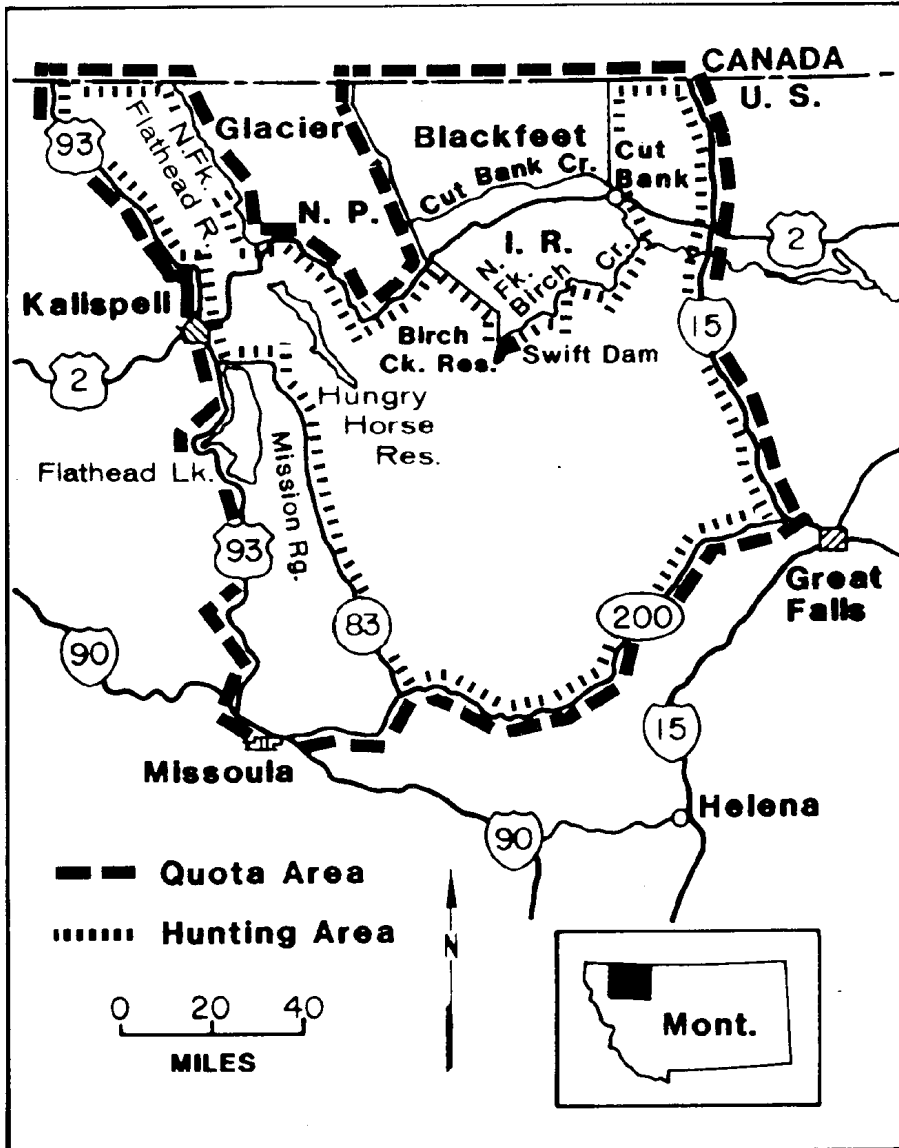 CANADA
U. S.
93
N. Fk.
Flathead R.
Glacier
N. P.
Blackfeet
I. R.
Cut Bank Cr.
Cut
Bank
2
N.
Fk.
Birch
Cr.
Kalispell
15
Birch
Ck. Res.
Swift Dam
2
Hungry
Horse
Res.
Flathead Lk.
Mission Rg.
93
Great
Falls
83
200
90
15
Missoula
Helena
90
Quota Area
Hunting Area
N
0 20 40
MILES
Mont.